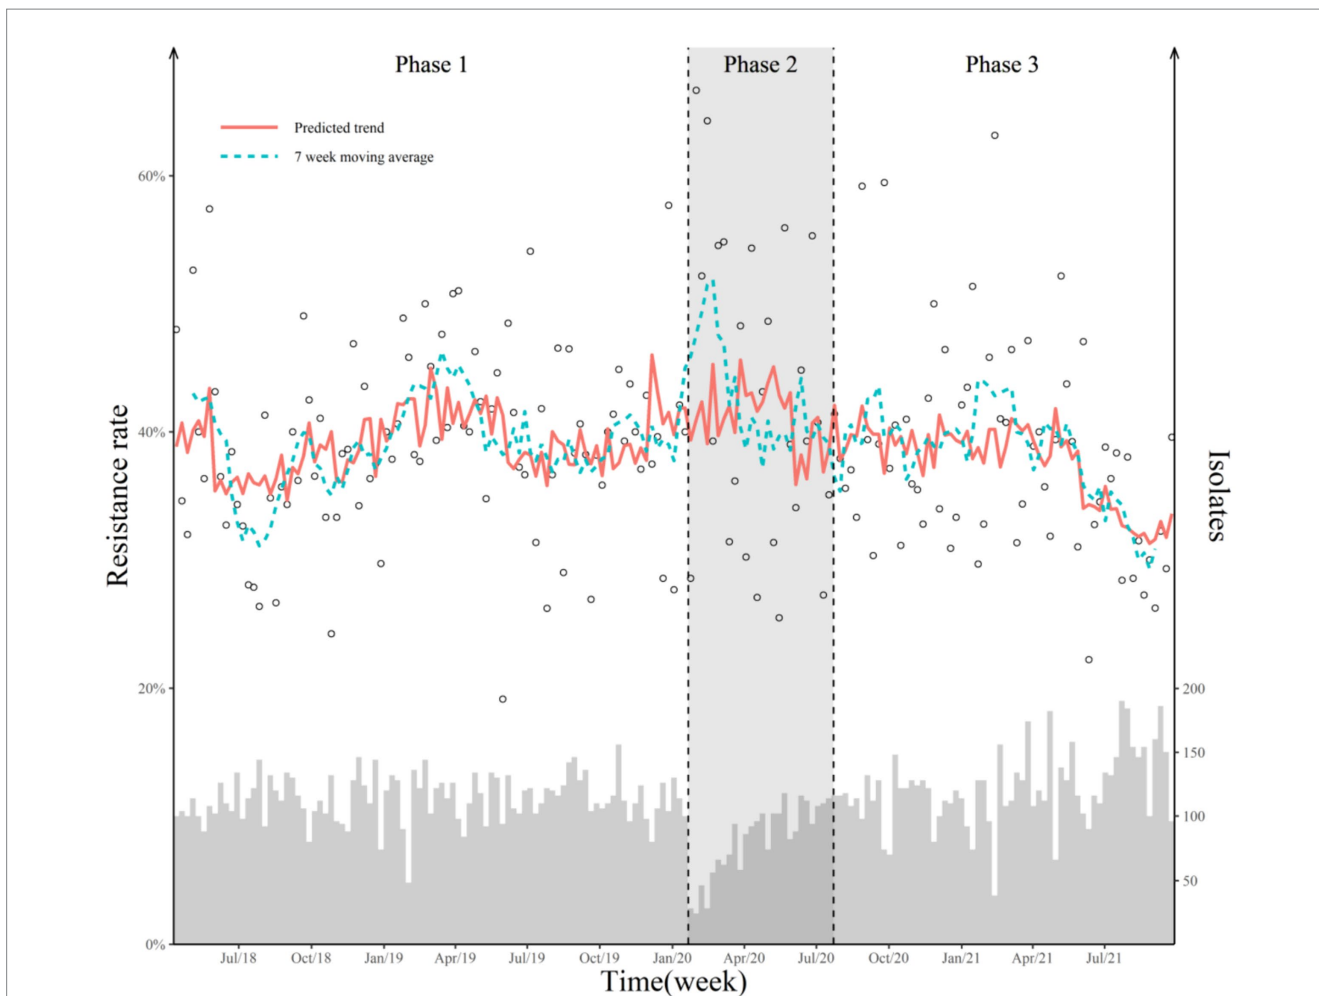 Phase 1
Phase 2
Phase 3
Predicted trend
7 week moving average
60%
40%
20%
0%
Resistance rate
200
150
100
50
Isolates
Jul/18
Oct/18
Jan/19
Apr/19
Jul/19
Oct/19
Jan/20
Apr/20
Jul/20
Oct/20
Jan/21
Apr/21
Jul/21
Time(week)